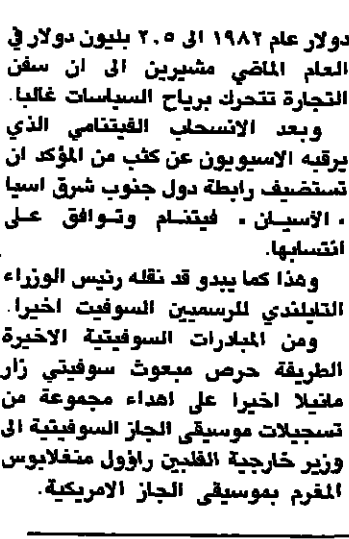 دولار عام ١٩٨٢ الى ٢.٥ بليون دولار في
العام الماضي مشيرين الى ان سفن
التجارة تتحرك برياح السياسات غالبا.
وبعد الانسحاب الفيتنامي الذي
يرقبه الاسيويون عن كثب من المؤكد ان
تستضيف رابطة دول جنوب شرق اسيا
، الآسيان ، فيتنام وتوافق على
انتسابها.
وهذا كما يبدو قد نقله رئيس الوزراء
التايلندي للرسميين السوفيت اخيرا.
ومن المبادرات السوفيتية الاخيرة
الطريفة حرص مبعوث سوفيتي زار
مانيلا اخيرا على اهداء مجموعة من
تسجيلات موسيقى الجاز السوفيتية الى
وزير خارجية الفلبين راؤول منغلابوس
المغرم بموسيقى الجاز الامريكية.